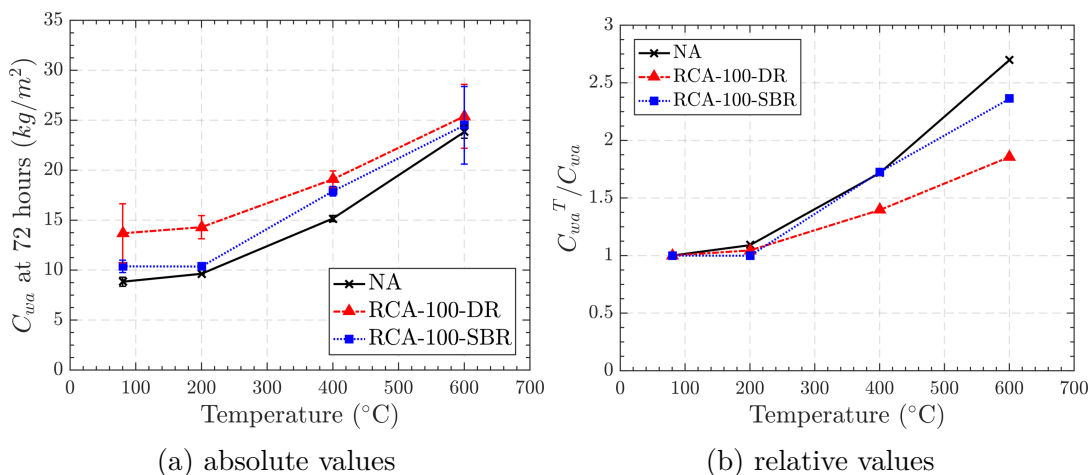 35
30
25
20
15
10
5
0
0 100 200 300 400 500 600 700
C_wa at 72 hours (kg/m²)
Temperature (°C)
NA
RCA-100-DR
RCA-100-SBR
(a) absolute values
3
2.5
2
1.5
1
0.5
0
0 100 200 300 400 500 600 700
C_wa^T/C_wa
Temperature (°C)
NA
RCA-100-DR
RCA-100-SBR
(b) relative values